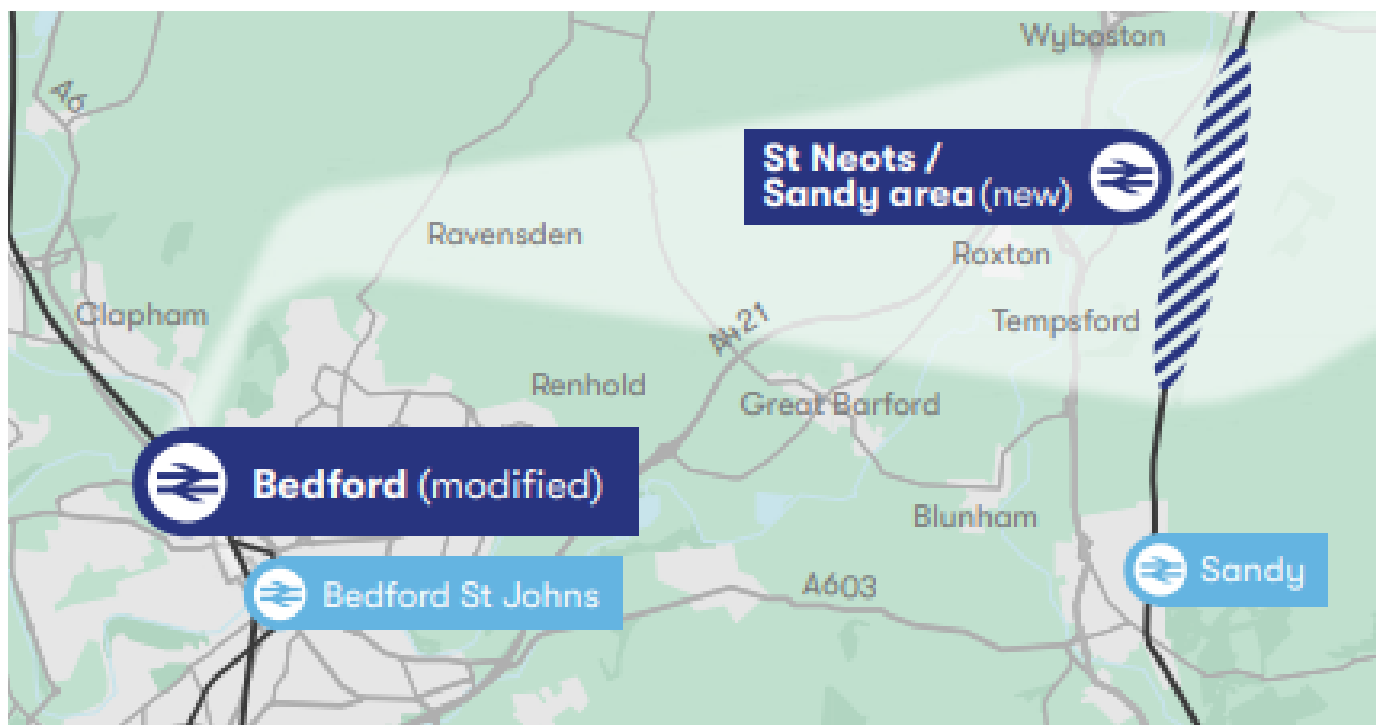 Wyboston
A6
St Neots /
Sandy area (new)
Ravensden
Roxton
Clapham
Tempsford
A421
Renhold
Great Barford
Bedford (modified)
Blunham
Sandy
A603
Bedford St Johns